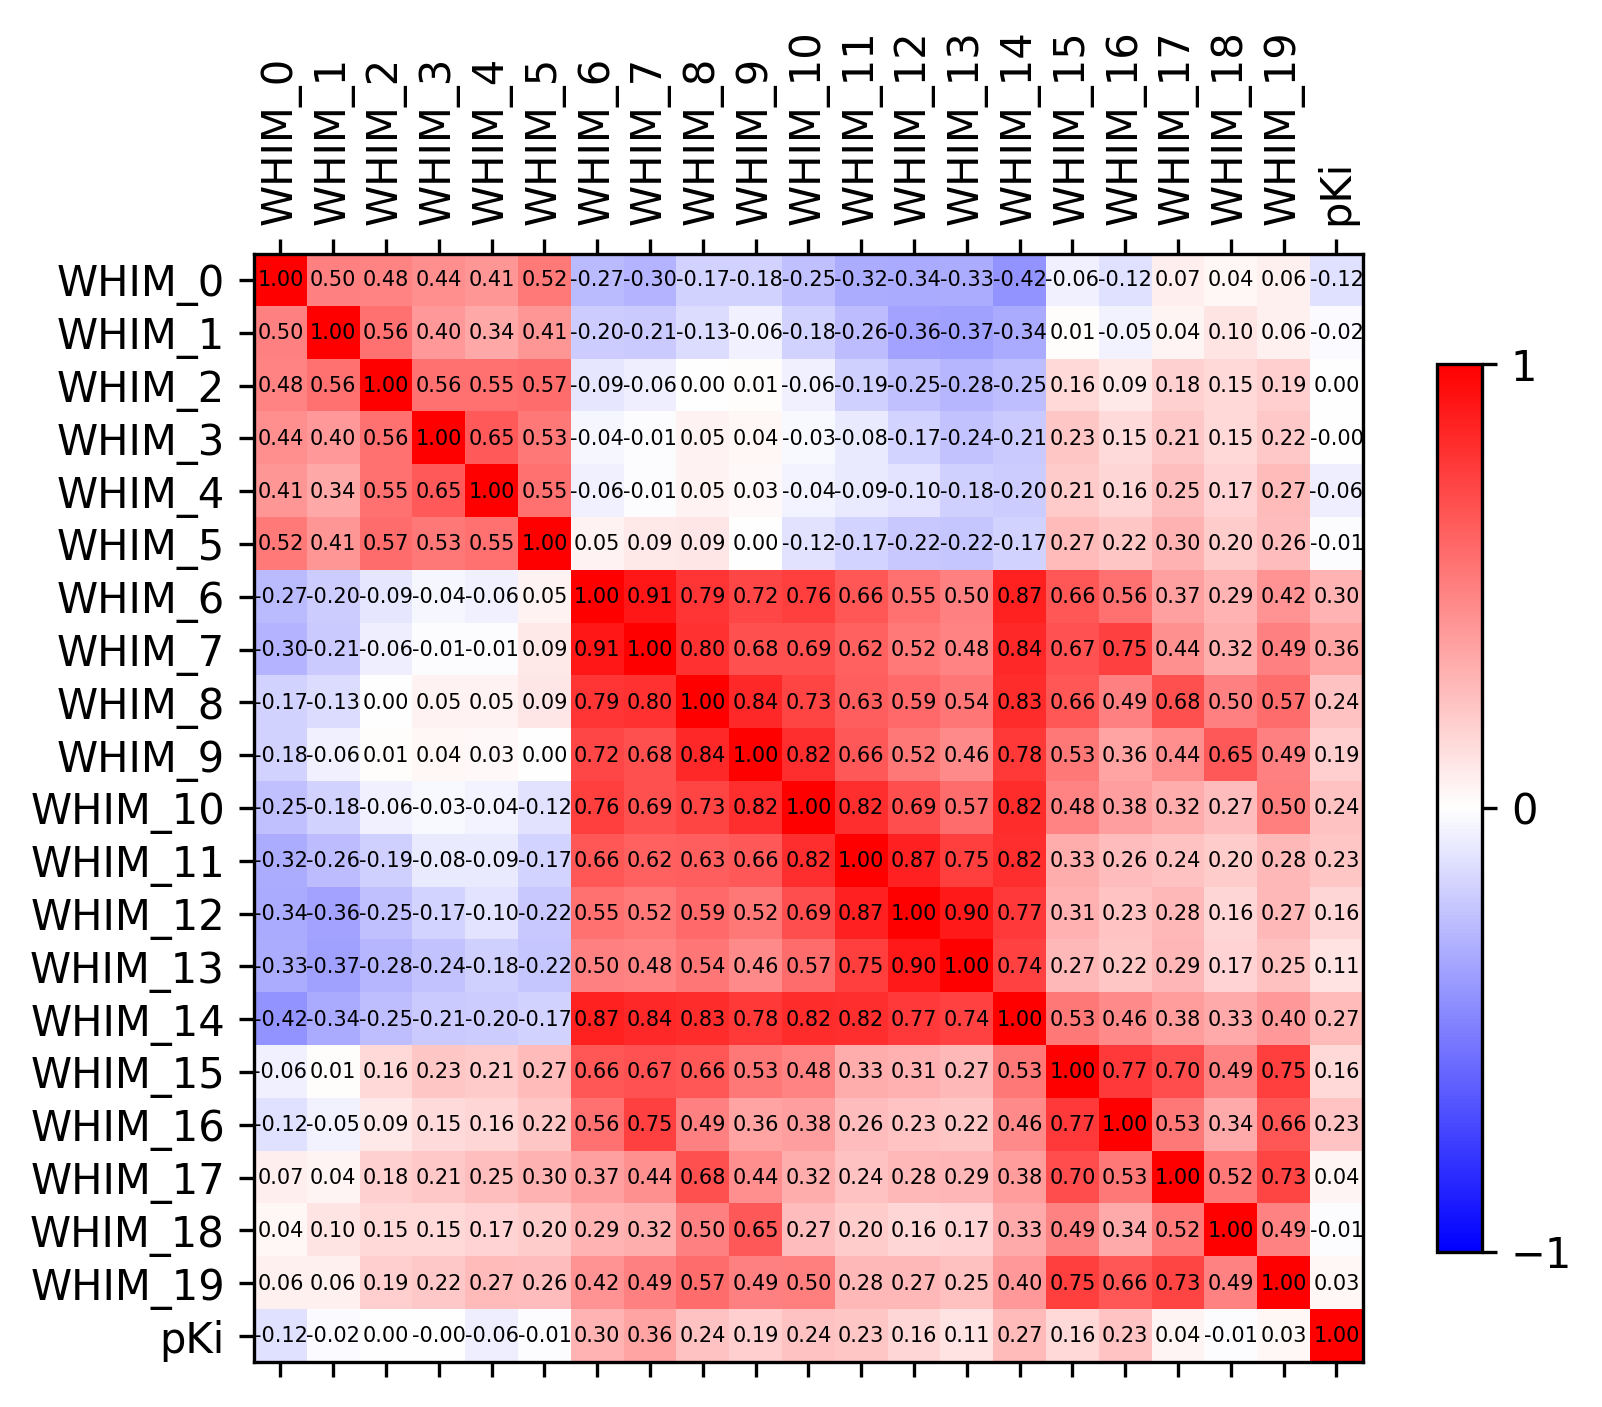 WHIM_0 WHIM_1 WHIM_2 WHIM_3 WHIM_4 WHIM_5 WHIM_6 WHIM_7 WHIM_8 WHIM_9 WHIM_10 WHIM_11 WHIM_12 WHIM_13 WHIM_14 WHIM_15 WHIM_16 WHIM_17 WHIM_18 WHIM_19 pKi
WHIM_0 1.00 0.50 0.48 0.44 0.41 0.52 -0.27 -0.30 -0.17 -0.18 -0.25 -0.32 -0.34 -0.33 -0.42 -0.06 -0.12 0.07 0.04 0.06 -0.12
WHIM_1 0.50 1.00 0.56 0.40 0.34 0.41 -0.20 -0.21 -0.13 -0.06 -0.18 -0.26 -0.36 -0.37 -0.34 0.01 -0.05 0.04 0.10 0.06 -0.02
WHIM_2 0.48 0.56 1.00 0.56 0.55 0.57 -0.09 -0.06 0.00 0.01 -0.06 -0.19 -0.25 -0.28 -0.25 0.16 0.09 0.18 0.15 0.19 0.00
WHIM_3 0.44 0.40 0.56 1.00 0.65 0.53 -0.04 -0.01 0.05 0.04 -0.03 -0.08 -0.17 -0.24 -0.21 0.23 0.15 0.21 0.15 0.22 -0.00
WHIM_4 0.41 0.34 0.55 0.65 1.00 0.55 -0.06 -0.01 0.05 0.03 -0.04 -0.09 -0.10 -0.18 -0.20 0.21 0.16 0.25 0.17 0.27 -0.06
WHIM_5 0.52 0.41 0.57 0.53 0.55 1.00 0.05 0.09 0.09 0.00 -0.12 -0.17 -0.22 -0.22 -0.17 0.27 0.22 0.30 0.20 0.26 -0.01
WHIM_6 -0.27 -0.20 -0.09 -0.04 -0.06 0.05 1.00 0.91 0.79 0.72 0.76 0.66 0.55 0.50 0.87 0.66 0.56 0.37 0.29 0.42 0.30
WHIM_7 -0.30 -0.21 -0.06 -0.01 -0.01 0.09 0.91 1.00 0.80 0.68 0.69 0.62 0.52 0.48 0.84 0.67 0.75 0.44 0.32 0.49 0.36
WHIM_8 -0.17 -0.13 0.00 0.05 0.05 0.09 0.79 0.80 1.00 0.84 0.73 0.63 0.59 0.54 0.83 0.66 0.49 0.68 0.50 0.57 0.24
WHIM_9 -0.18 -0.06 0.01 0.04 0.03 0.00 0.72 0.68 0.84 1.00 0.82 0.66 0.52 0.46 0.78 0.53 0.36 0.44 0.65 0.49 0.19
WHIM_10 -0.25 -0.18 -0.06 -0.03 -0.04 -0.12 0.76 0.69 0.73 0.82 1.00 0.82 0.69 0.57 0.82 0.48 0.38 0.32 0.27 0.50 0.24
WHIM_11 -0.32 -0.26 -0.19 -0.08 -0.09 -0.17 0.66 0.62 0.63 0.66 0.82 1.00 0.87 0.75 0.82 0.33 0.26 0.24 0.20 0.28 0.23
WHIM_12 -0.34 -0.36 -0.25 -0.17 -0.10 -0.22 0.55 0.52 0.59 0.52 0.69 0.87 1.00 0.90 0.77 0.31 0.23 0.28 0.16 0.27 0.16
WHIM_13 -0.33 -0.37 -0.28 -0.24 -0.18 -0.22 0.50 0.48 0.54 0.46 0.57 0.75 0.90 1.00 0.74 0.27 0.22 0.29 0.17 0.25 0.11
WHIM_14 -0.42 -0.34 -0.25 -0.21 -0.20 -0.17 0.87 0.84 0.83 0.78 0.82 0.82 0.77 0.74 1.00 0.53 0.46 0.38 0.33 0.40 0.27
WHIM_15 -0.06 0.01 0.16 0.23 0.21 0.27 0.66 0.67 0.66 0.53 0.48 0.33 0.31 0.27 0.53 1.00 0.77 0.70 0.49 0.75 0.16
WHIM_16 -0.12 -0.05 0.09 0.15 0.16 0.22 0.56 0.75 0.49 0.36 0.38 0.26 0.23 0.22 0.46 0.77 1.00 0.53 0.34 0.66 0.23
WHIM_17 0.07 0.04 0.18 0.21 0.25 0.30 0.37 0.44 0.68 0.44 0.32 0.24 0.28 0.29 0.38 0.70 0.53 1.00 0.52 0.73 0.04
WHIM_18 0.04 0.10 0.15 0.15 0.17 0.20 0.29 0.32 0.50 0.65 0.27 0.20 0.16 0.17 0.33 0.49 0.34 0.52 1.00 0.49 -0.01
WHIM_19 0.06 0.06 0.19 0.22 0.27 0.26 0.42 0.49 0.57 0.49 0.50 0.28 0.27 0.25 0.40 0.75 0.66 0.73 0.49 1.00 0.03
pKi -0.12 -0.02 0.00 -0.00 -0.06 -0.01 0.30 0.36 0.24 0.19 0.24 0.23 0.16 0.11 0.27 0.16 0.23 0.04 -0.01 0.03 1.00
1
0
−1